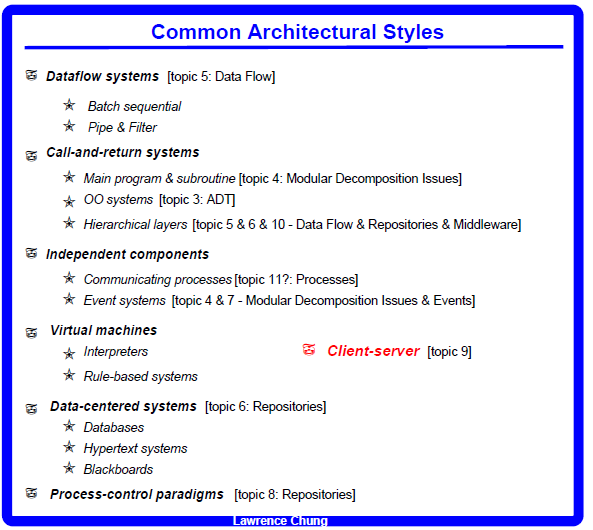 Common Architectural Styles
Dataflow systems [topic 5: Data Flow]
Batch sequential
Pipe & Filter
Call-and-return systems
Main program & subroutine [topic 4: Modular Decomposition Issues]
OO systems [topic 3: ADT]
Hierarchical layers [topic 5 & 6 & 10 - Data Flow & Repositories & Middleware]
Independent components
Communicating processes [topic 11?: Processes]
Event systems [topic 4 & 7 - Modular Decomposition Issues & Events]
Virtual machines
Interpreters
Client-server [topic 9]
Rule-based systems
Data-centered systems [topic 6: Repositories]
Databases
Hypertext systems
Blackboards
Process-control paradigms [topic 8: Repositories]
Lawrence Chung